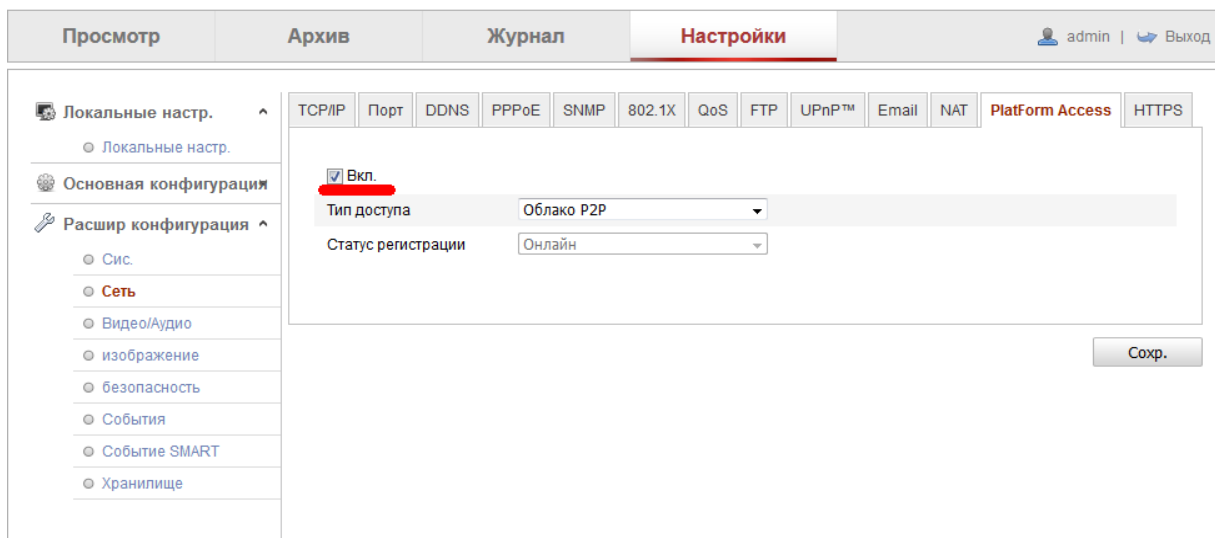 Просмотр Архив Журнал Настройки admin | Выход
Локальные настр.
Локальные настр.
Основная конфигурация
Расшир конфигурация
Сис.
Сеть
Видео/Аудио
изображение
безопасность
События
Событие SMART
Хранилище
TCP/IP Порт DDNS PPPoE SNMP 802.1X QoS FTP UPnP™ Email NAT PlatForm Access HTTPS
Вкл.
Тип доступа Облако P2P
Статус регистрации Онлайн
Сохр.